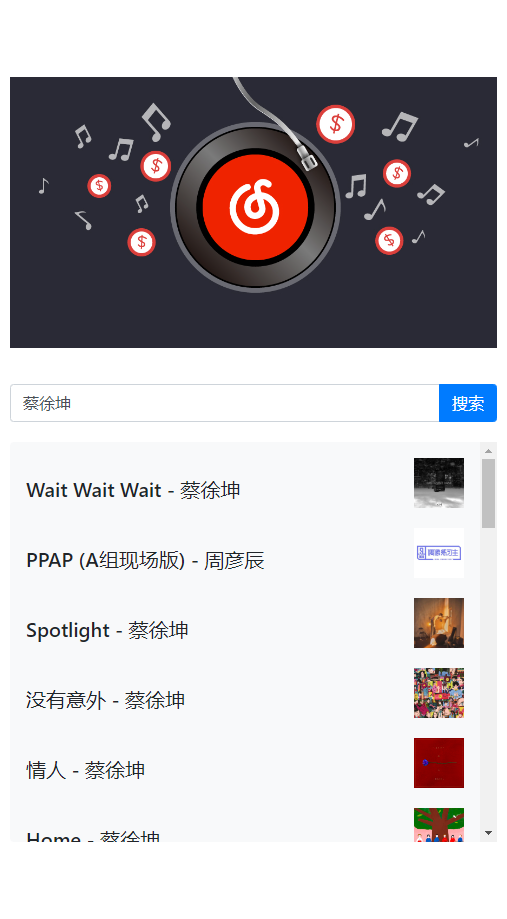 蔡徐坤
搜索
Wait Wait Wait - 蔡徐坤
PPAP (A组现场版) - 周彦辰
Spotlight - 蔡徐坤
没有意外 - 蔡徐坤
情人 - 蔡徐坤
Home - 蔡徐坤